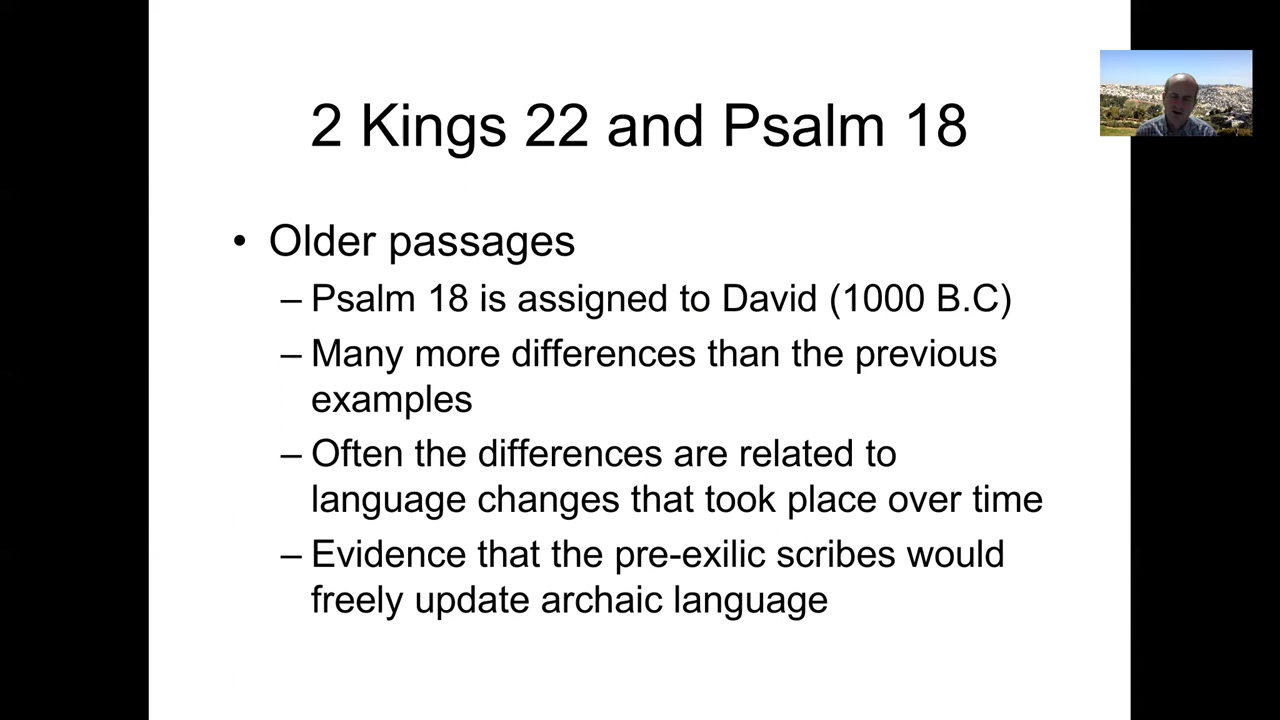 2 Kings 22 and Psalm 18
• Older passages
– Psalm 18 is assigned to David (1000 B.C)
– Many more differences than the previous
examples
– Often the differences are related to
language changes that took place over time
– Evidence that the pre-exilic scribes would
freely update archaic language